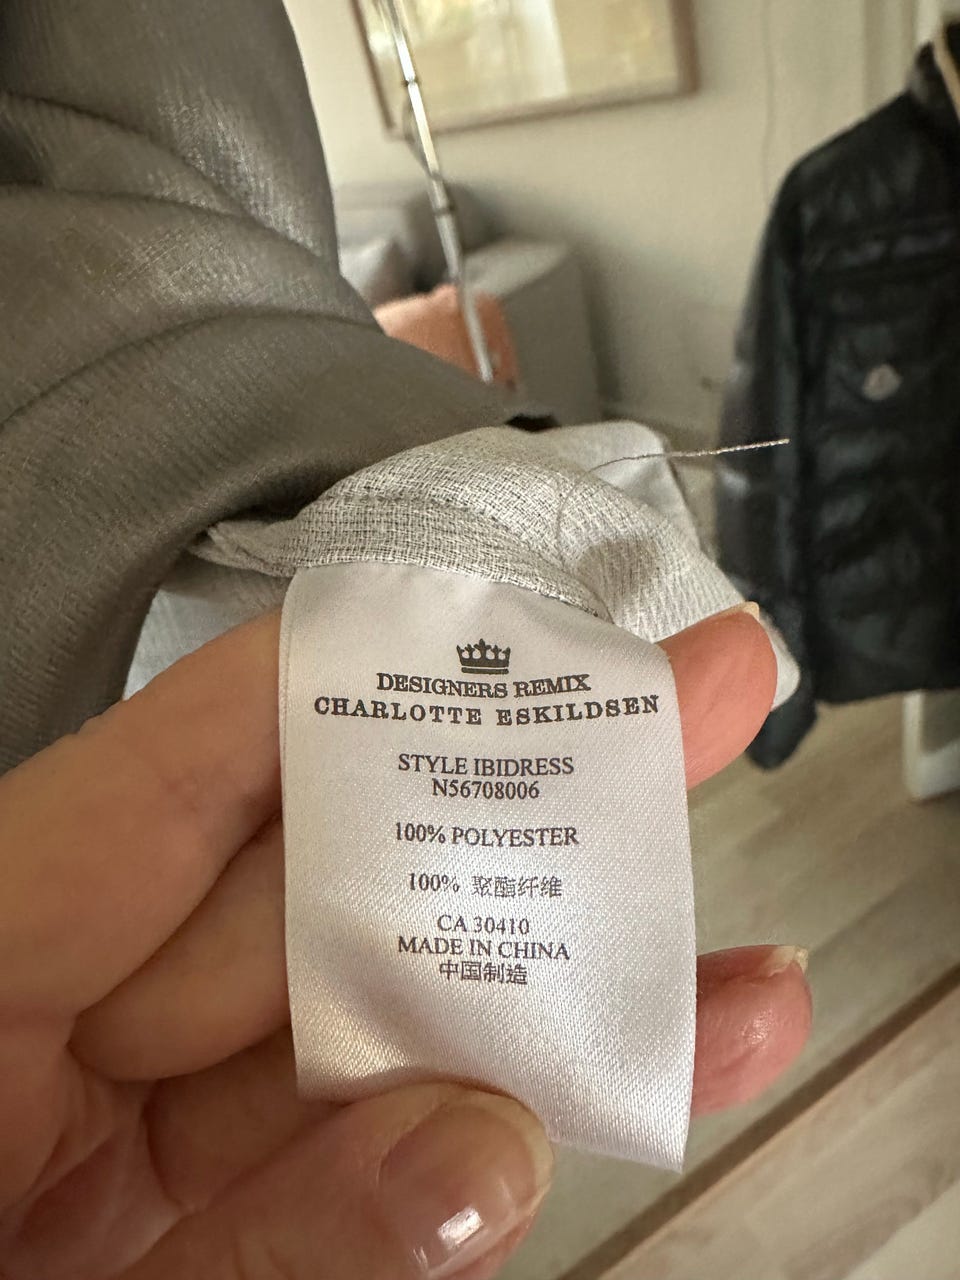 DESIGNERS REMIX
CHARLOTTE ESKILDSEN
STYLE IBIDRESS
N56708006
100% POLYESTER
100% 聚酯纤维
CA 30410
MADE IN CHINA
中国制造